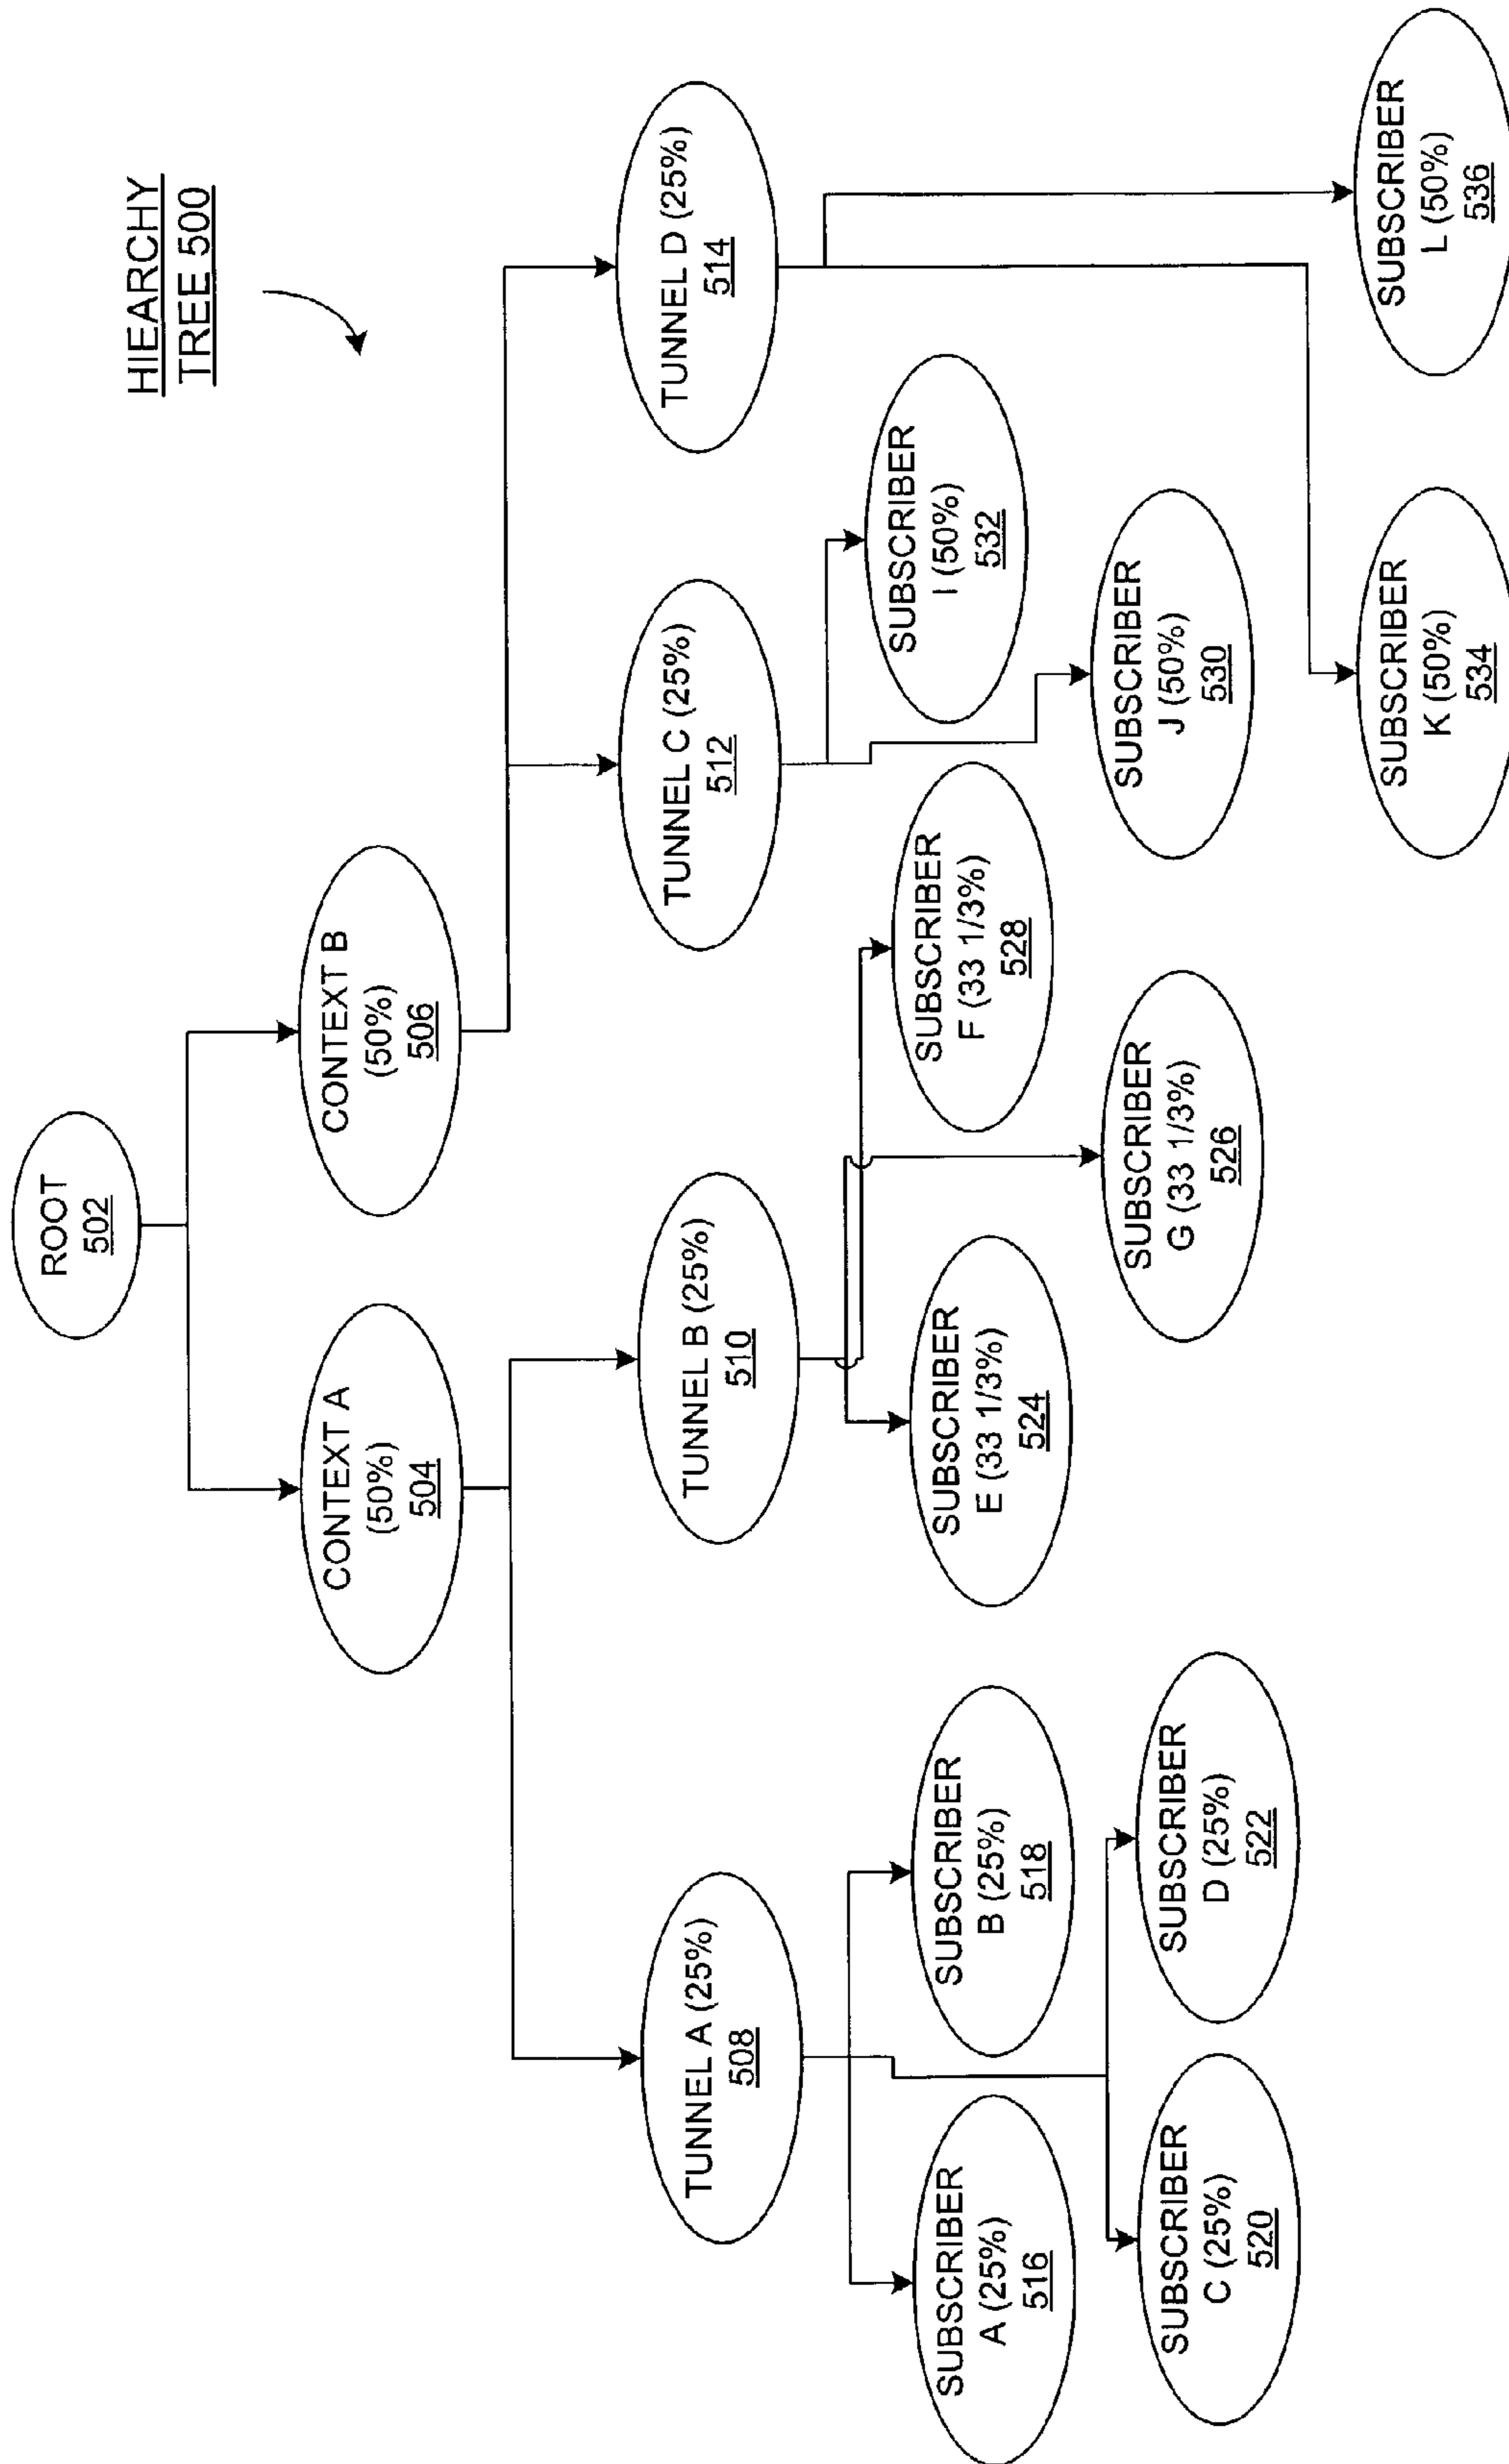 HIEARCHY
TREE 500
ROOT
502
CONTEXT A
(50%)
504
CONTEXT B
(50%)
506
TUNNEL A (25%)
508
TUNNEL B (25%)
510
TUNNEL C (25%)
512
TUNNEL D (25%)
514
SUBSCRIBER
A (25%)
516
SUBSCRIBER
B (25%)
518
SUBSCRIBER
C (25%)
520
SUBSCRIBER
D (25%)
522
SUBSCRIBER
E (33 1/3%)
524
SUBSCRIBER
G (33 1/3%)
526
SUBSCRIBER
F (33 1/3%)
528
SUBSCRIBER
J (50%)
530
SUBSCRIBER
I (50%)
532
SUBSCRIBER
K (50%)
534
SUBSCRIBER
L (50%)
536